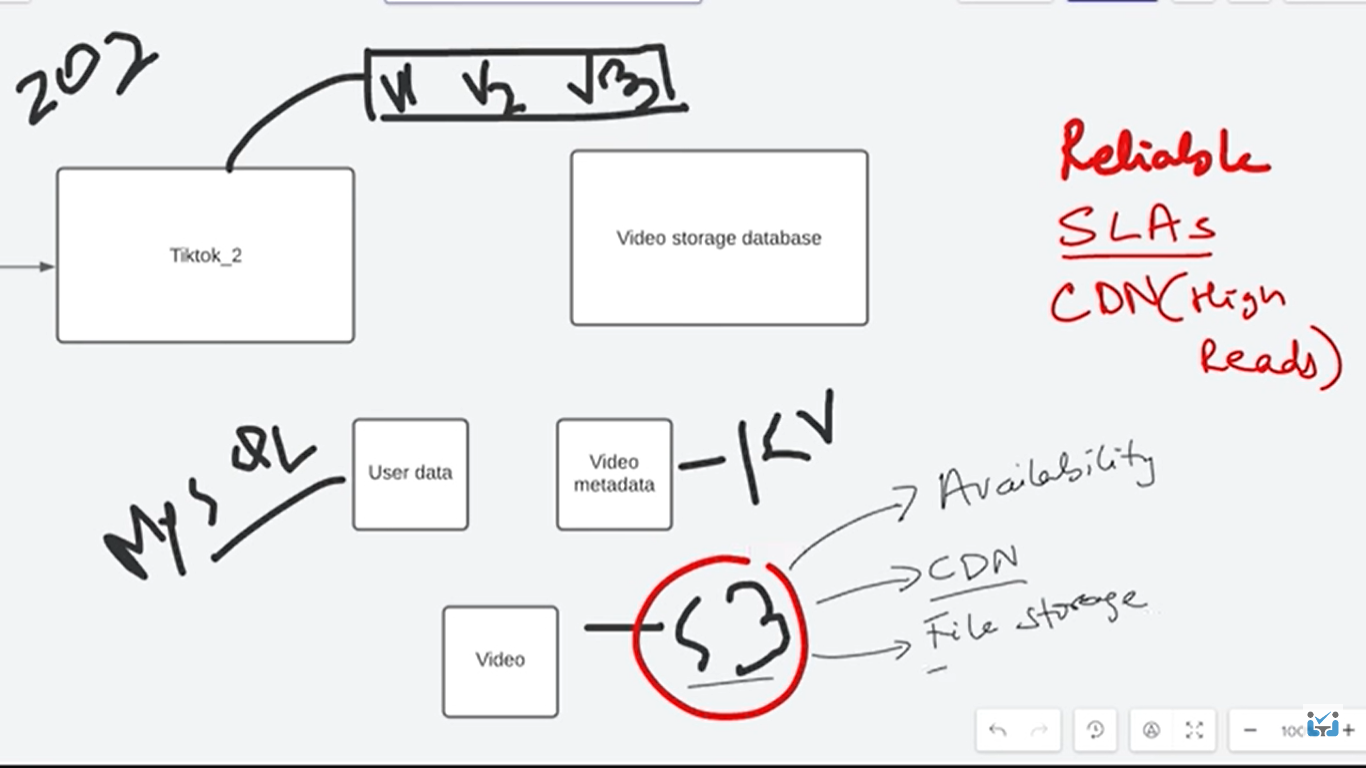 202
V1 V2 V3
Reliable
SLAs
CDN (High
Reads)
Tiktok_2
Video storage database
MySQL
User data
Video
metadata
KV
Availability
CDN
File storage
Video
S3